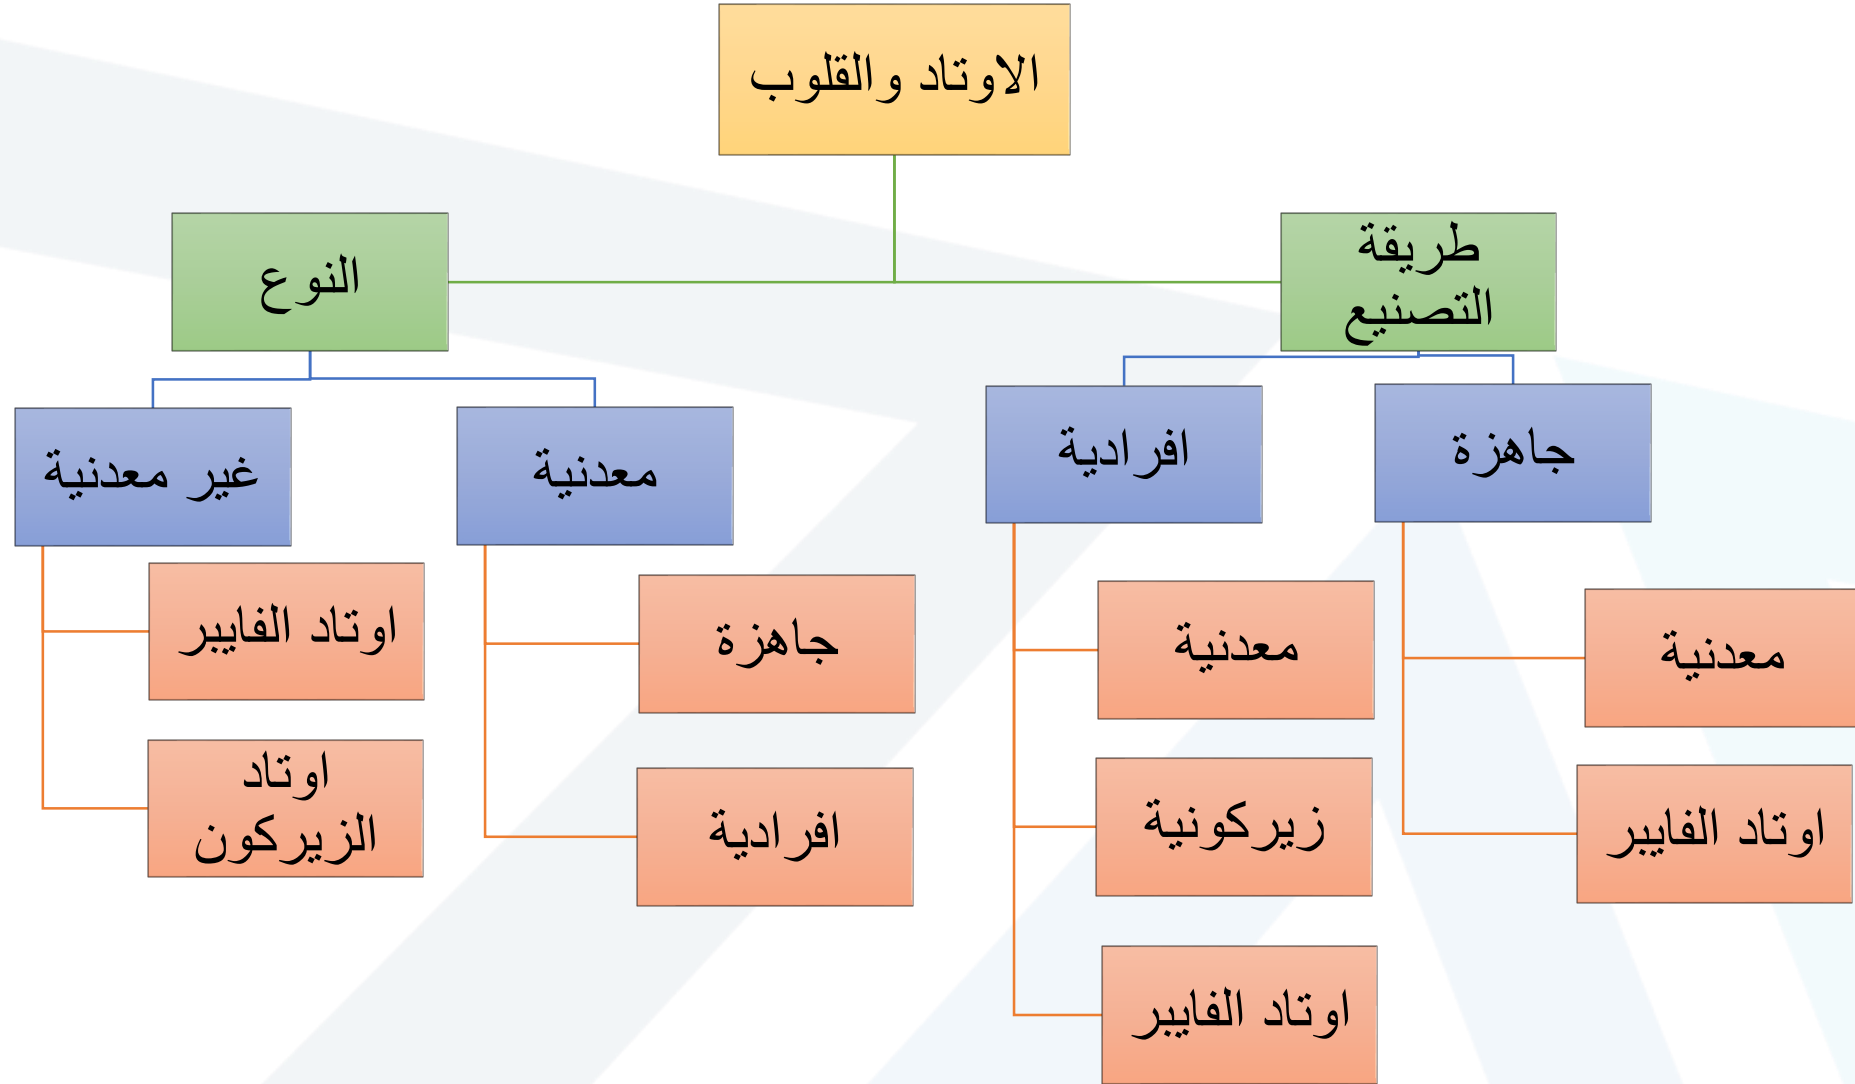 الاوتاد والقلوب
طريقة
التصنيع
النوع
جاهزة
افرادية
معدنية
غير معدنية
معدنية
اوتاد الفايبر
معدنية
زيركونية
اوتاد الفايبر
جاهزة
افرادية
اوتاد الفايبر
اوتاد
الزيركون